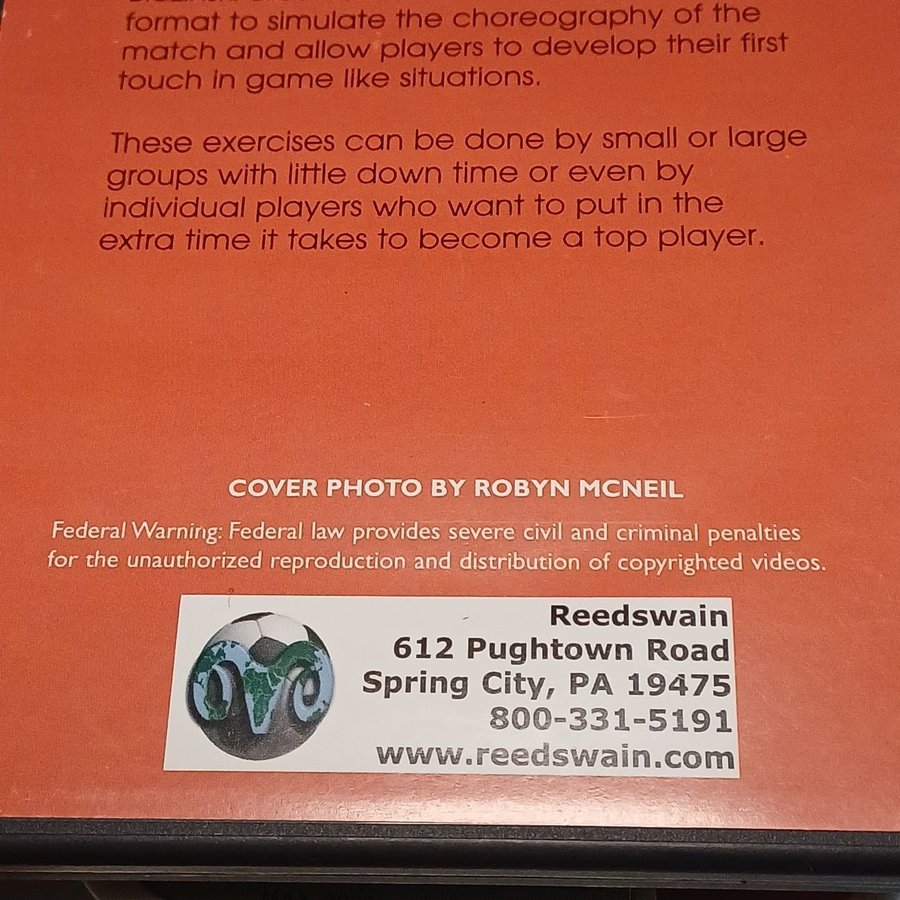 format to simulate the choreography of the
match and allow players to develop their first
touch in game like situations.
These exercises can be done by small or large
groups with little down time or even by
individual players who want to put in the
extra time it takes to become a top player.
COVER PHOTO BY ROBYN MCNEIL
Federal Warning: Federal law provides severe civil and criminal penalties
for the unauthorized reproduction and distribution of copyrighted videos.
Reedswain
612 Pughtown Road
Spring City, PA 19475
800-331-5191
www.reedswain.com